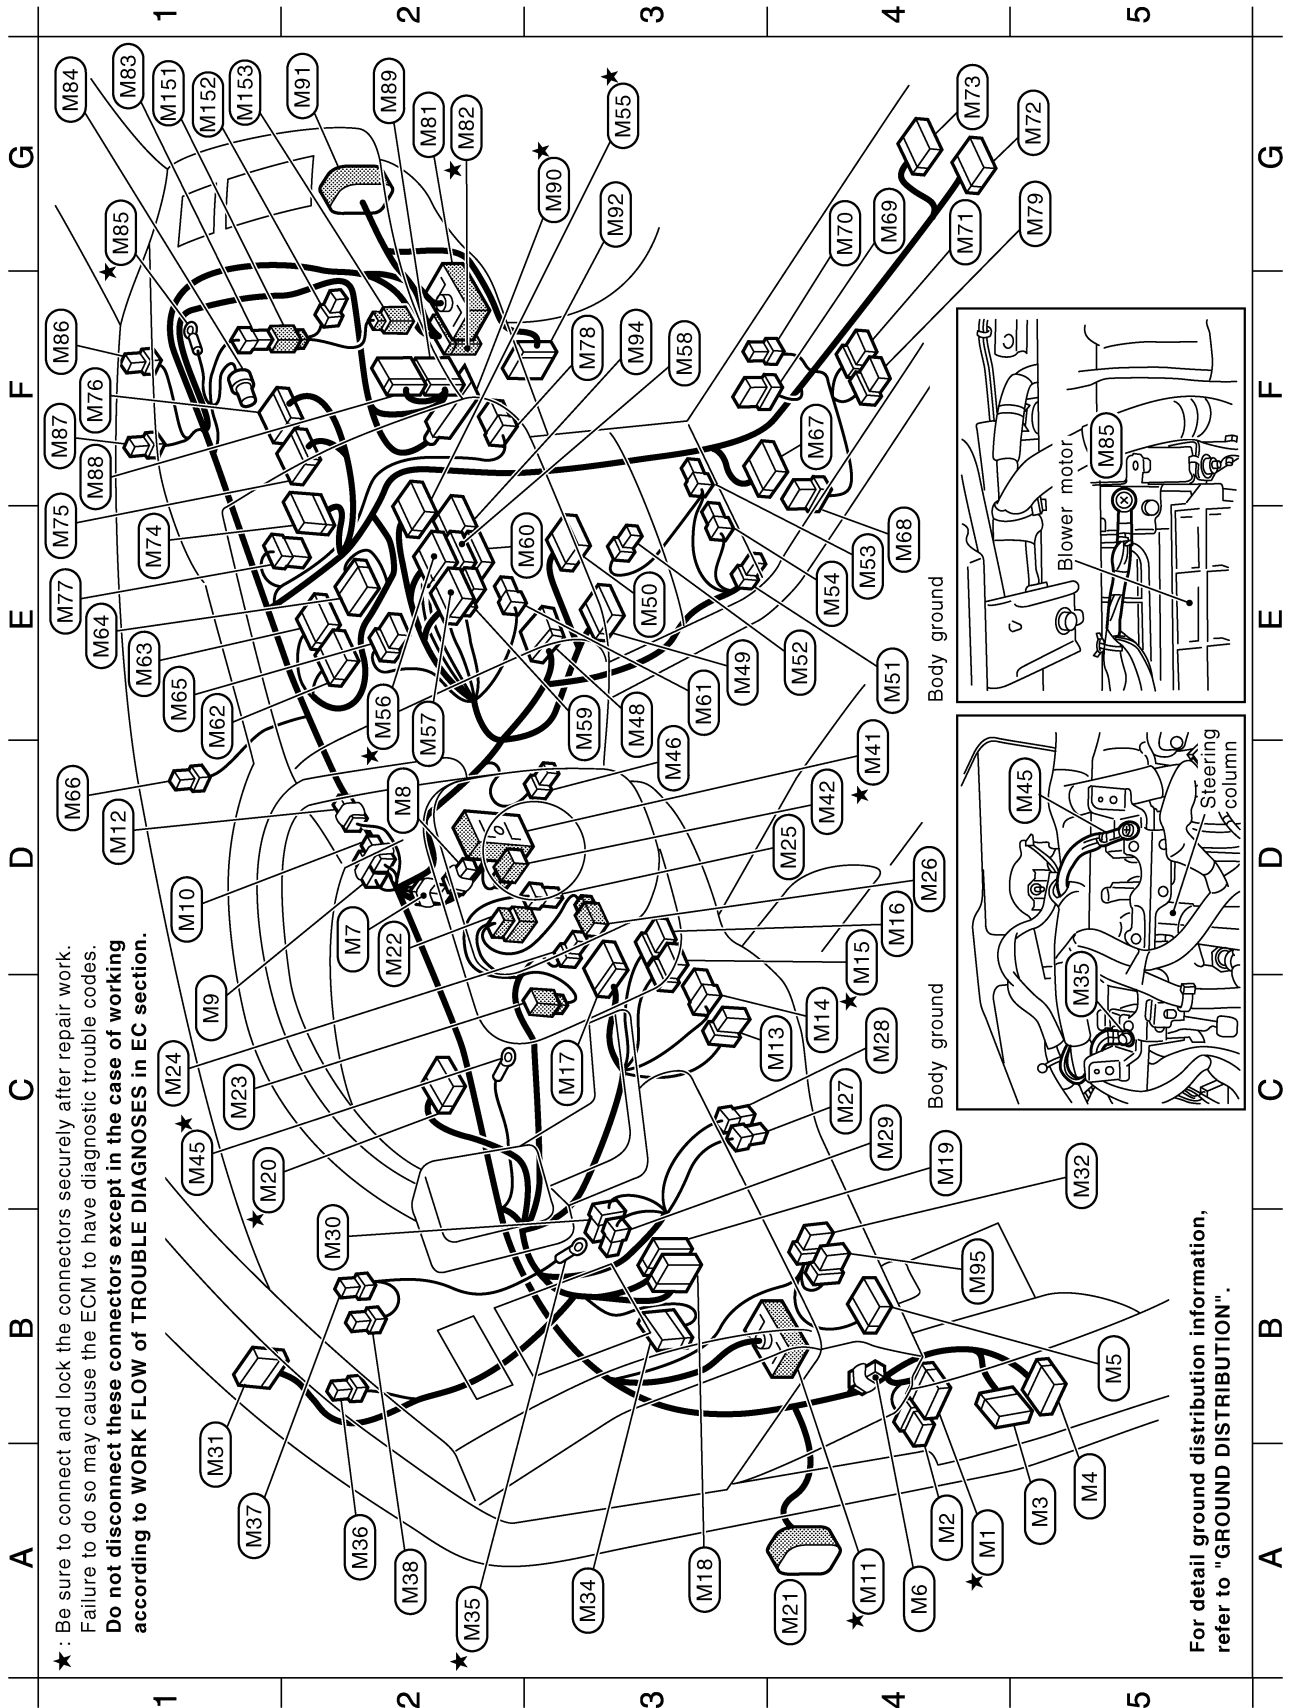 A
B
C
D
E
F
G
1
2
3
4
5
★ : Be sure to connect and lock the connectors securely after repair work.
Failure to do so may cause the ECM to have diagnostic trouble codes.
Do not disconnect these connectors except in the case of working
according to WORK FLOW of TROUBLE DIAGNOSES in EC section.
M31
M37
M36
M38
★ M35
M34
M18
M21
★ M11
M6
M2
★ M1
M3
M4
M5
M95
M32
M19
M29
M27
M28
M30
★ M20
★ M45
M23
M24
M9
M10
M12
M66
M7
M22
M8
M17
M13
M14
★ M15
M16
M26
M25
M42
★ M41
M46
M48
M59
M61
M49
M52
M51
M50
M60
M54
M53
M68
M67
★ M56
M57
M62
M65
M63
M64
M77
M74
M75
M88
M87
M76
M86
★ M85
M84
M83
M151
M152
M153
M91
M89
M81
M82 ★
M90 ★
M55 ★
M92
M78
M94
M58
M70
M69
M71
M79
M73
M72
Body ground
M35
M45
Steering
column
Body ground
Blower motor
M85
For detail ground distribution information,
refer to "GROUND DISTRIBUTION".
A
B
C
D
E
F
G
1
2
3
4
5